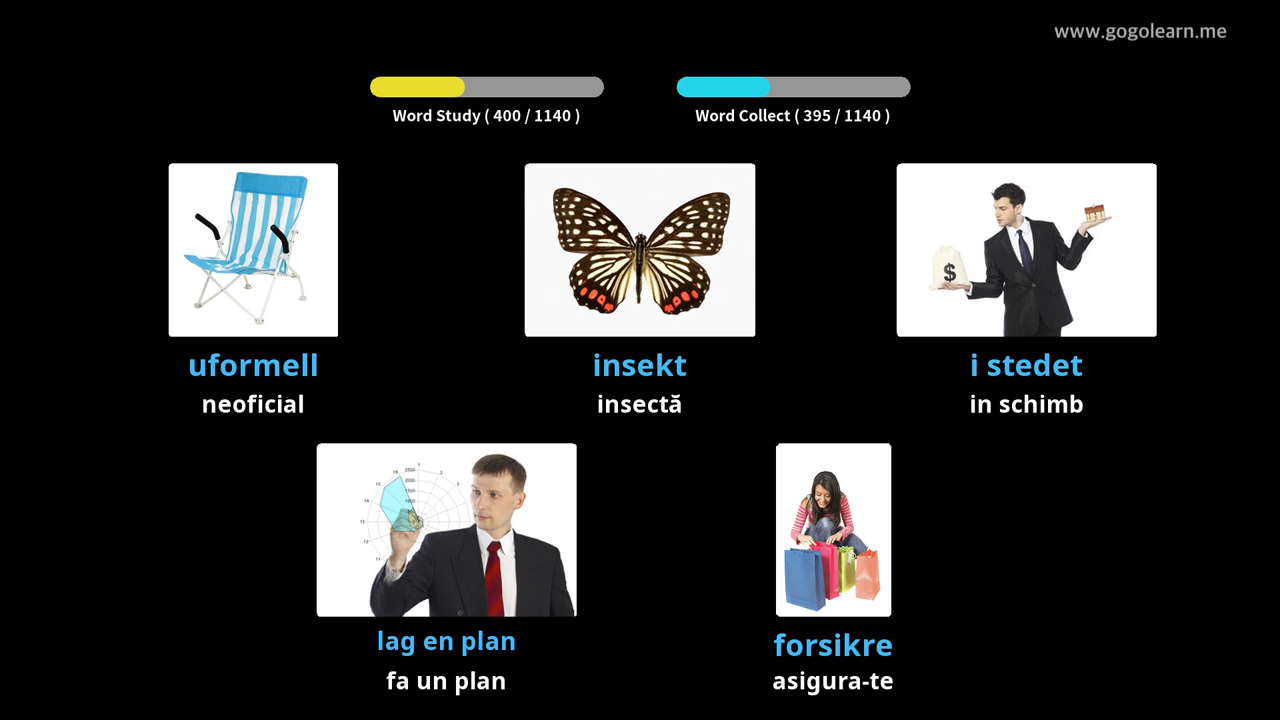 www.gogolearn.me
Word Study ( 400 / 1140 )
Word Collect ( 395 / 1140 )
uformell
neoficial
insekt
insectă
i stedet
in schimb
lag en plan
fa un plan
forsikre
asigura-te